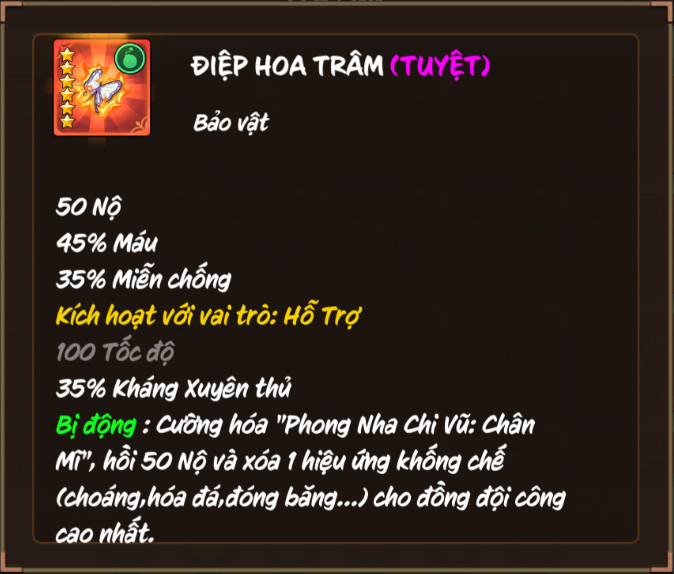 ĐIỆP HOA TRÂM (TUYỆT)
Bảo vật
50 Nộ
45% Máu
35% Miễn chống
Kích hoạt với vai trò: Hỗ Trợ
100 Tốc độ
35% Kháng Xuyên thủ
Bị động : Cường hóa "Phong Nha Chi Vũ: Chân
Mĩ", hồi 50 Nộ và xóa 1 hiệu ứng khống chế
(choáng,hóa đá,đóng băng...) cho đồng đội công
cao nhất.